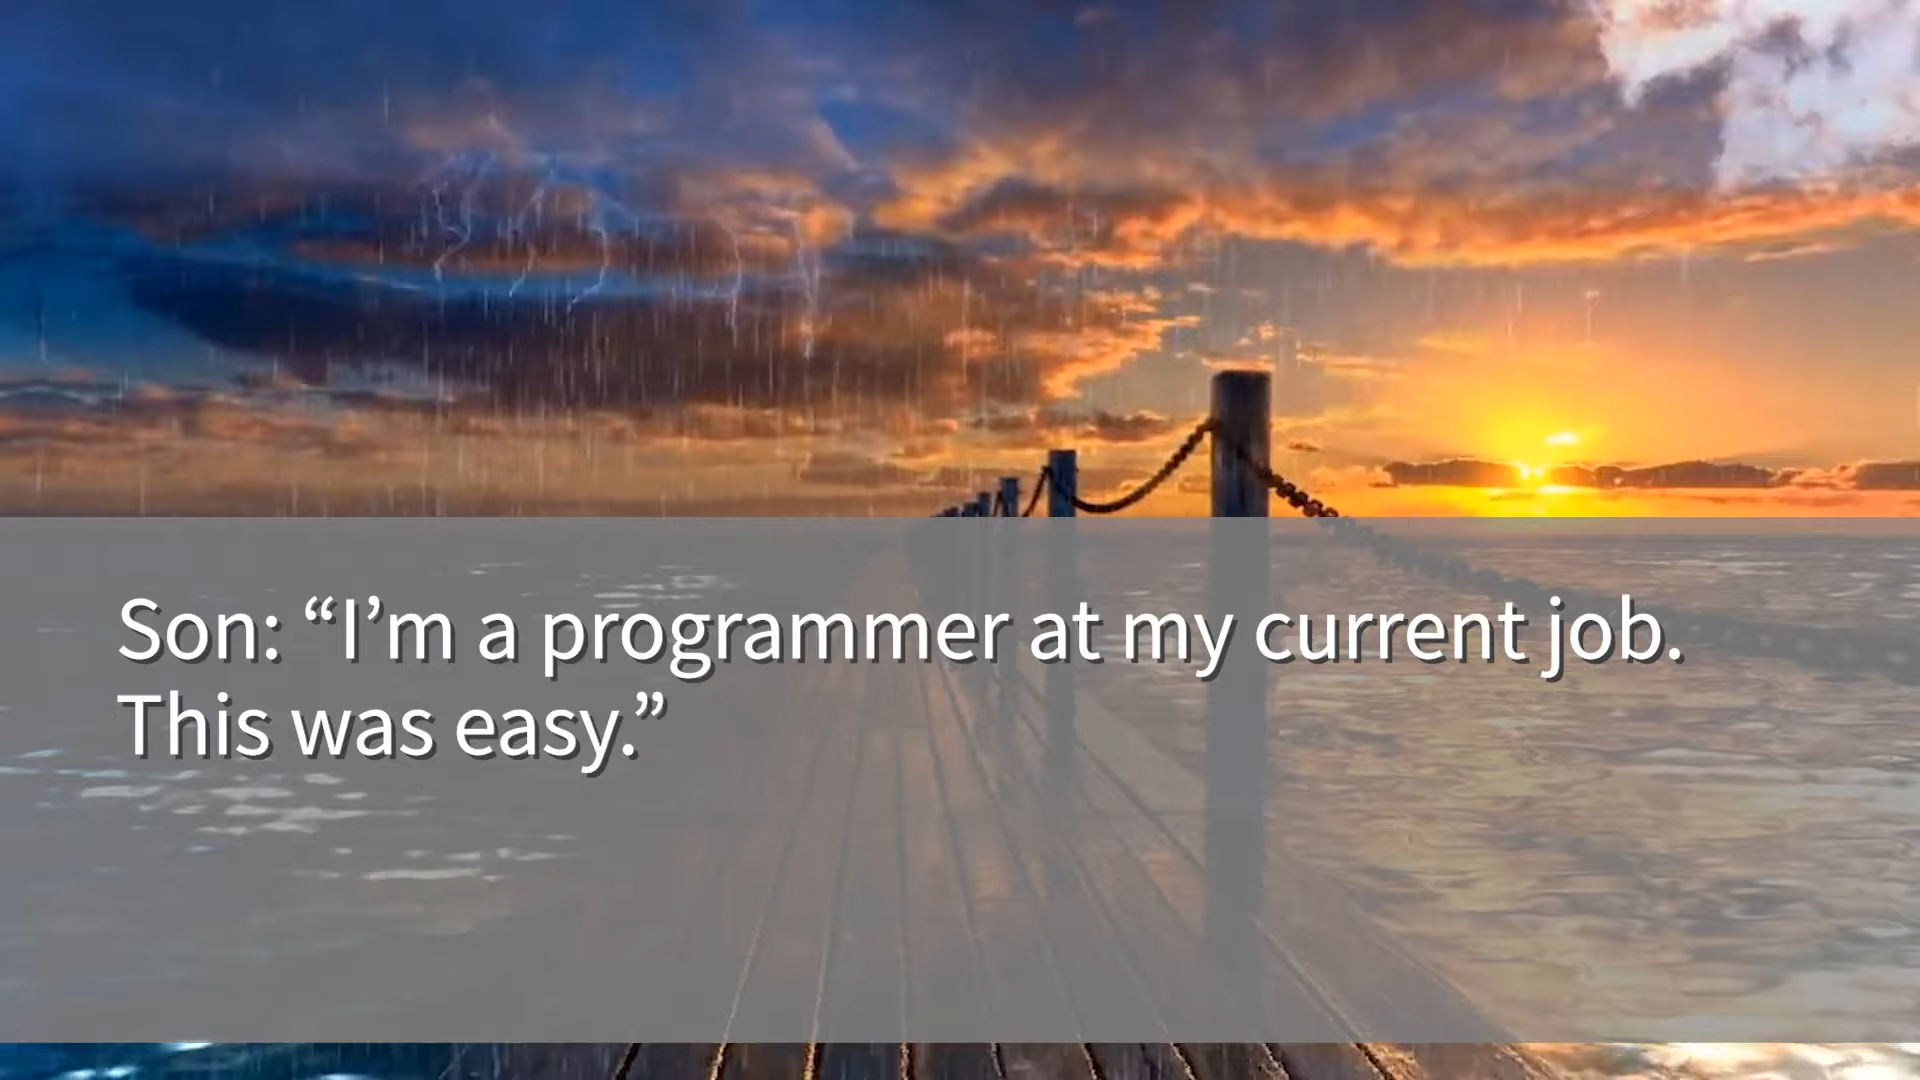 Son: “I’m a programmer at my current job.
This was easy.”